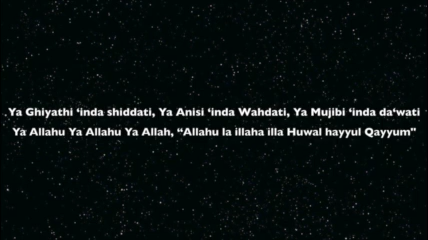 Ya Ghiyathi ‘inda shiddati, Ya Anisi ‘inda Wahdati, Ya Mujibi ‘inda da‘wati
Ya Allahu Ya Allahu Ya Allah, “Allahu la illaha illa Huwal hayyul Qayyum"